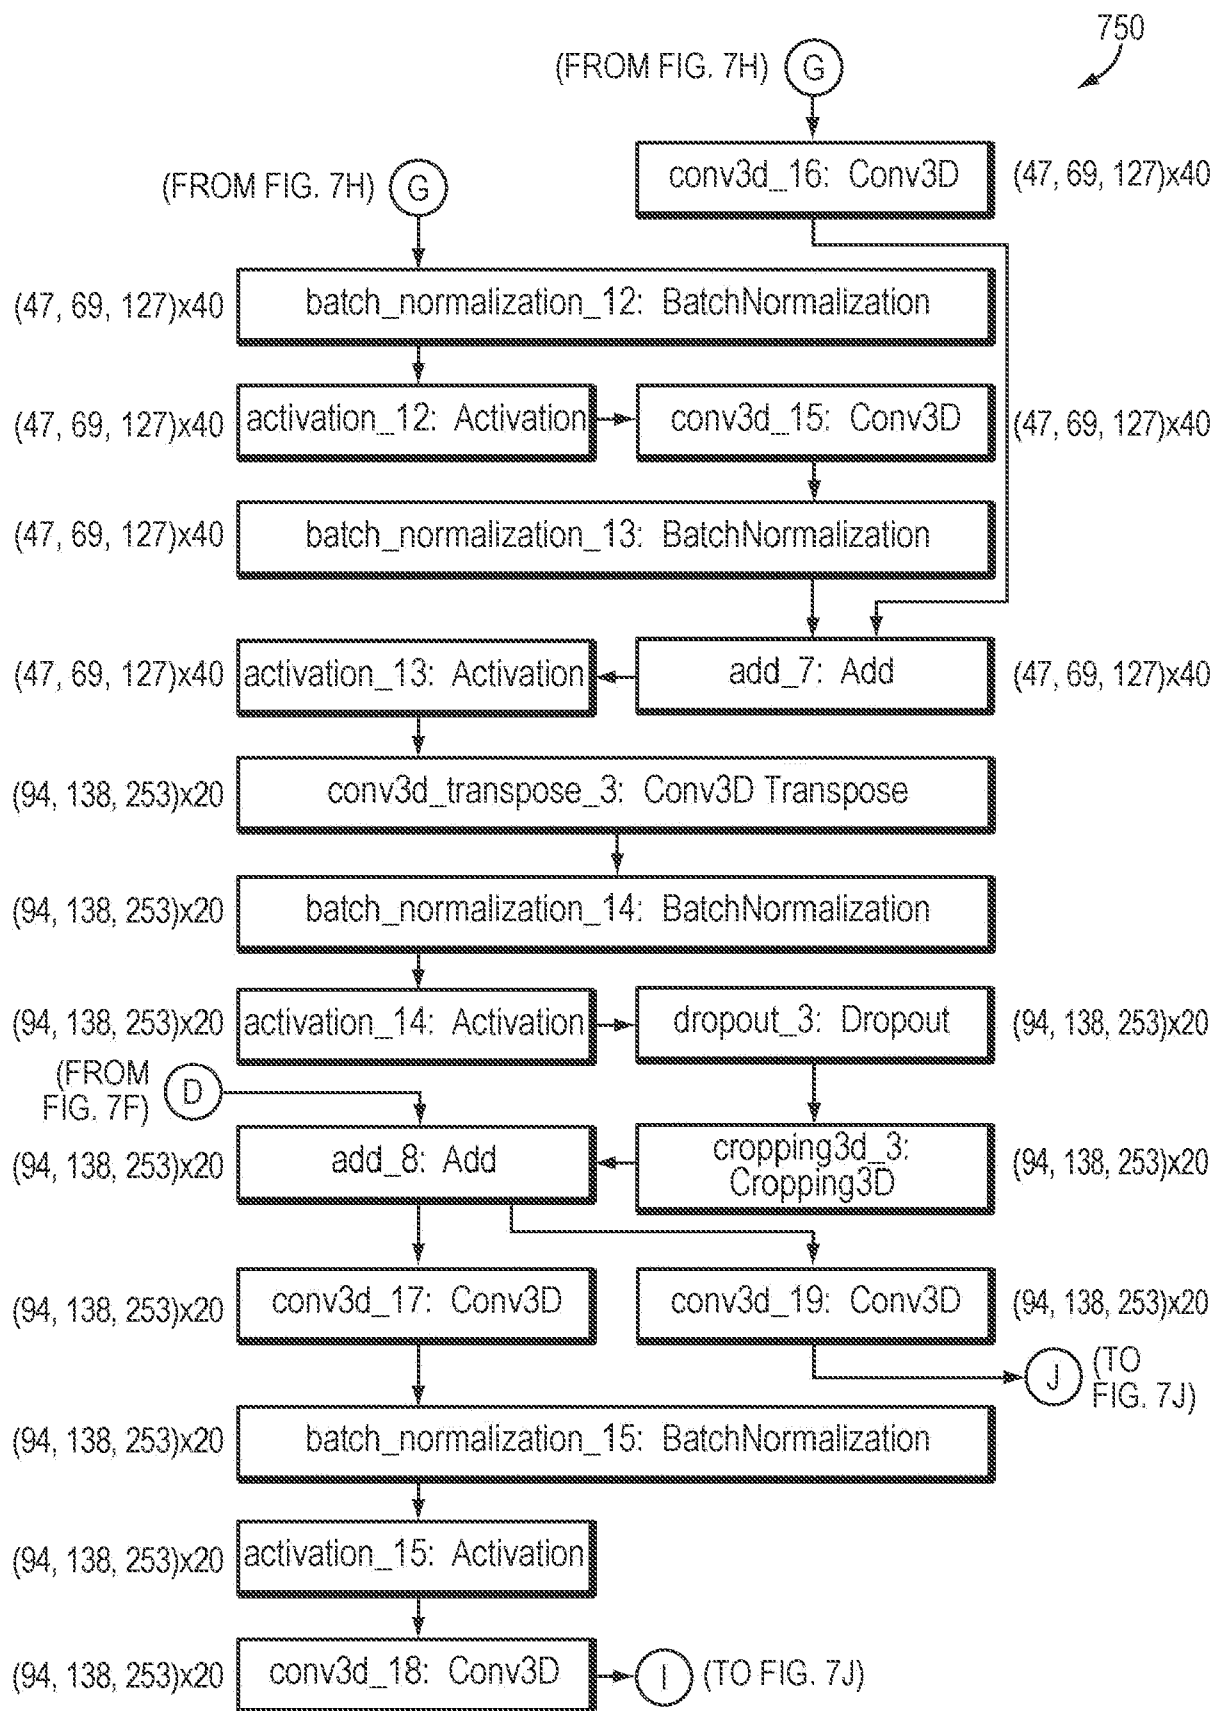 750
(FROM FIG. 7H) G
conv3d_16: Conv3D (47, 69, 127)x40
(FROM FIG. 7H) G
(47, 69, 127)x40 batch_normalization_12: BatchNormalization
(47, 69, 127)x40 activation_12: Activation conv3d_15: Conv3D (47, 69, 127)x40
(47, 69, 127)x40 batch_normalization_13: BatchNormalization
(47, 69, 127)x40 activation_13: Activation add_7: Add (47, 69, 127)x40
(94, 138, 253)x20 conv3d_transpose_3: Conv3D Transpose
(94, 138, 253)x20 batch_normalization_14: BatchNormalization
(94, 138, 253)x20 activation_14: Activation dropout_3: Dropout (94, 138, 253)x20
(FROM
FIG. 7F) D
(94, 138, 253)x20 add_8: Add cropping3d_3:
Cropping3D (94, 138, 253)x20
(94, 138, 253)x20 conv3d_17: Conv3D conv3d_19: Conv3D (94, 138, 253)x20
J (TO
FIG. 7J)
(94, 138, 253)x20 batch_normalization_15: BatchNormalization
(94, 138, 253)x20 activation_15: Activation
(94, 138, 253)x20 conv3d_18: Conv3D I (TO FIG. 7J)